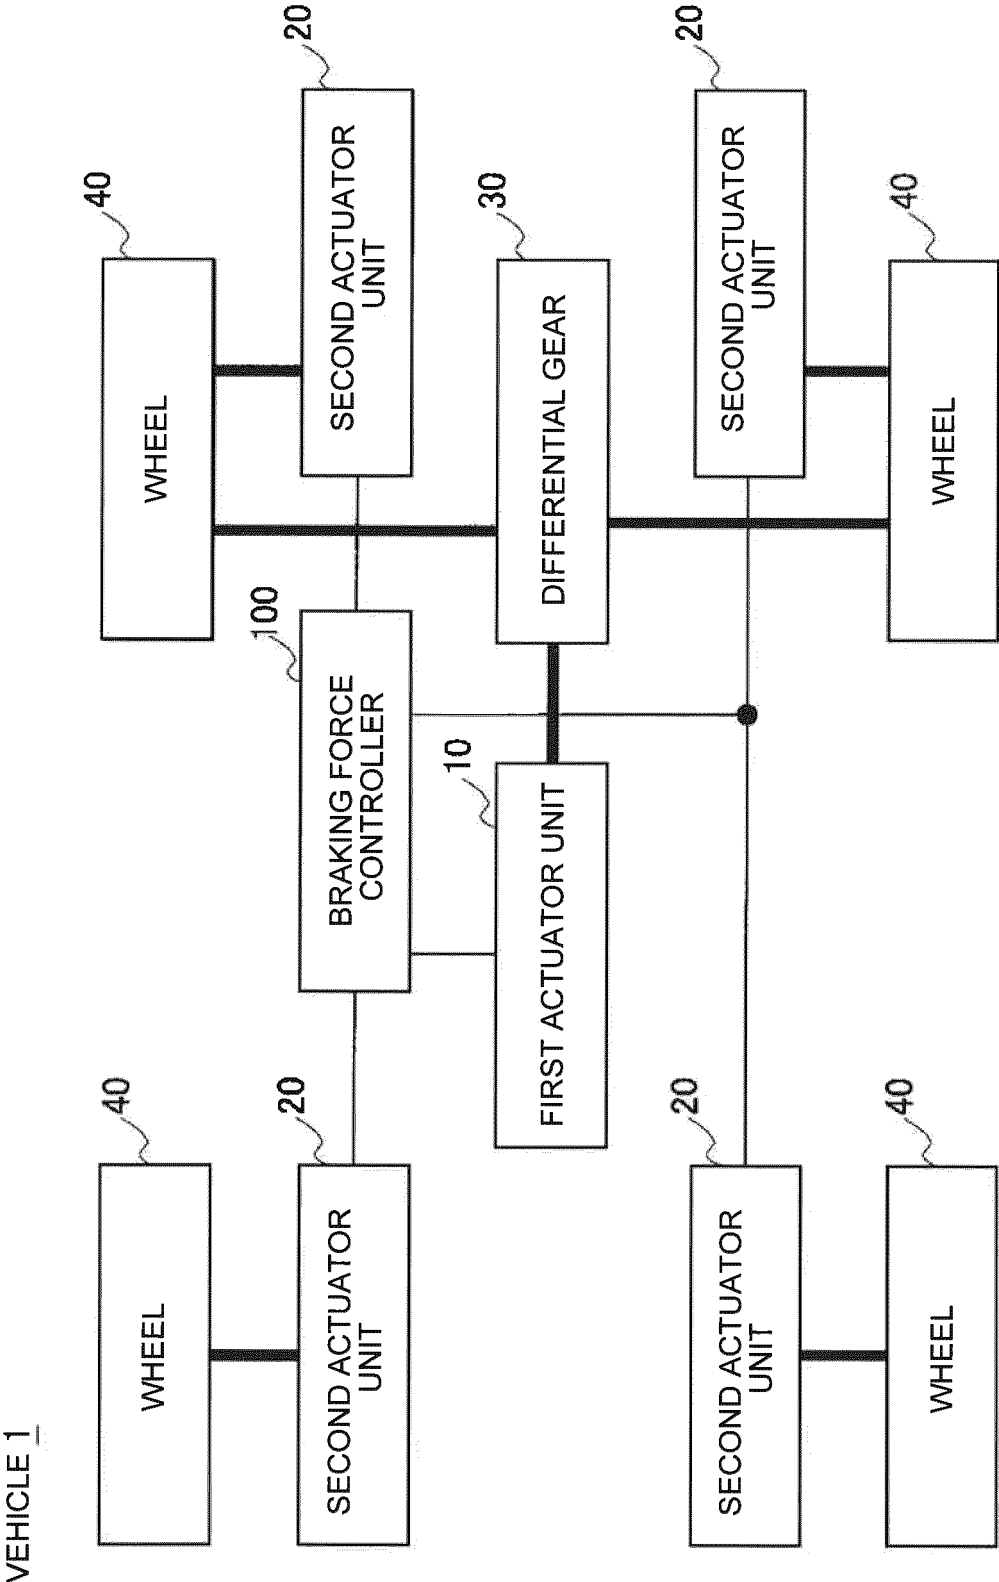 VEHICLE 1
40
40
WHEEL
WHEEL
20
100
20
SECOND ACTUATOR
UNIT
BRAKING FORCE
CONTROLLER
SECOND ACTUATOR
UNIT
10
30
FIRST ACTUATOR UNIT
DIFFERENTIAL GEAR
20
20
SECOND ACTUATOR
UNIT
SECOND ACTUATOR
UNIT
40
40
WHEEL
WHEEL